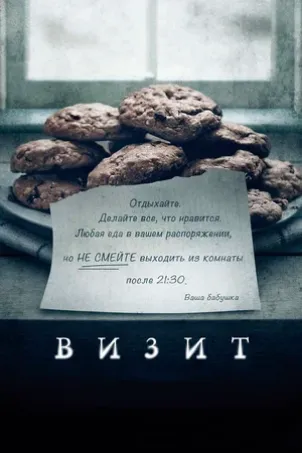 Отдыхайте.
Делайте все, что нравится.
Любая еда в вашем распоряжении,
но НЕ СМЕЙТЕ выходить из комнаты
после 21:30.
Ваша бабушка
ВИЗИТ